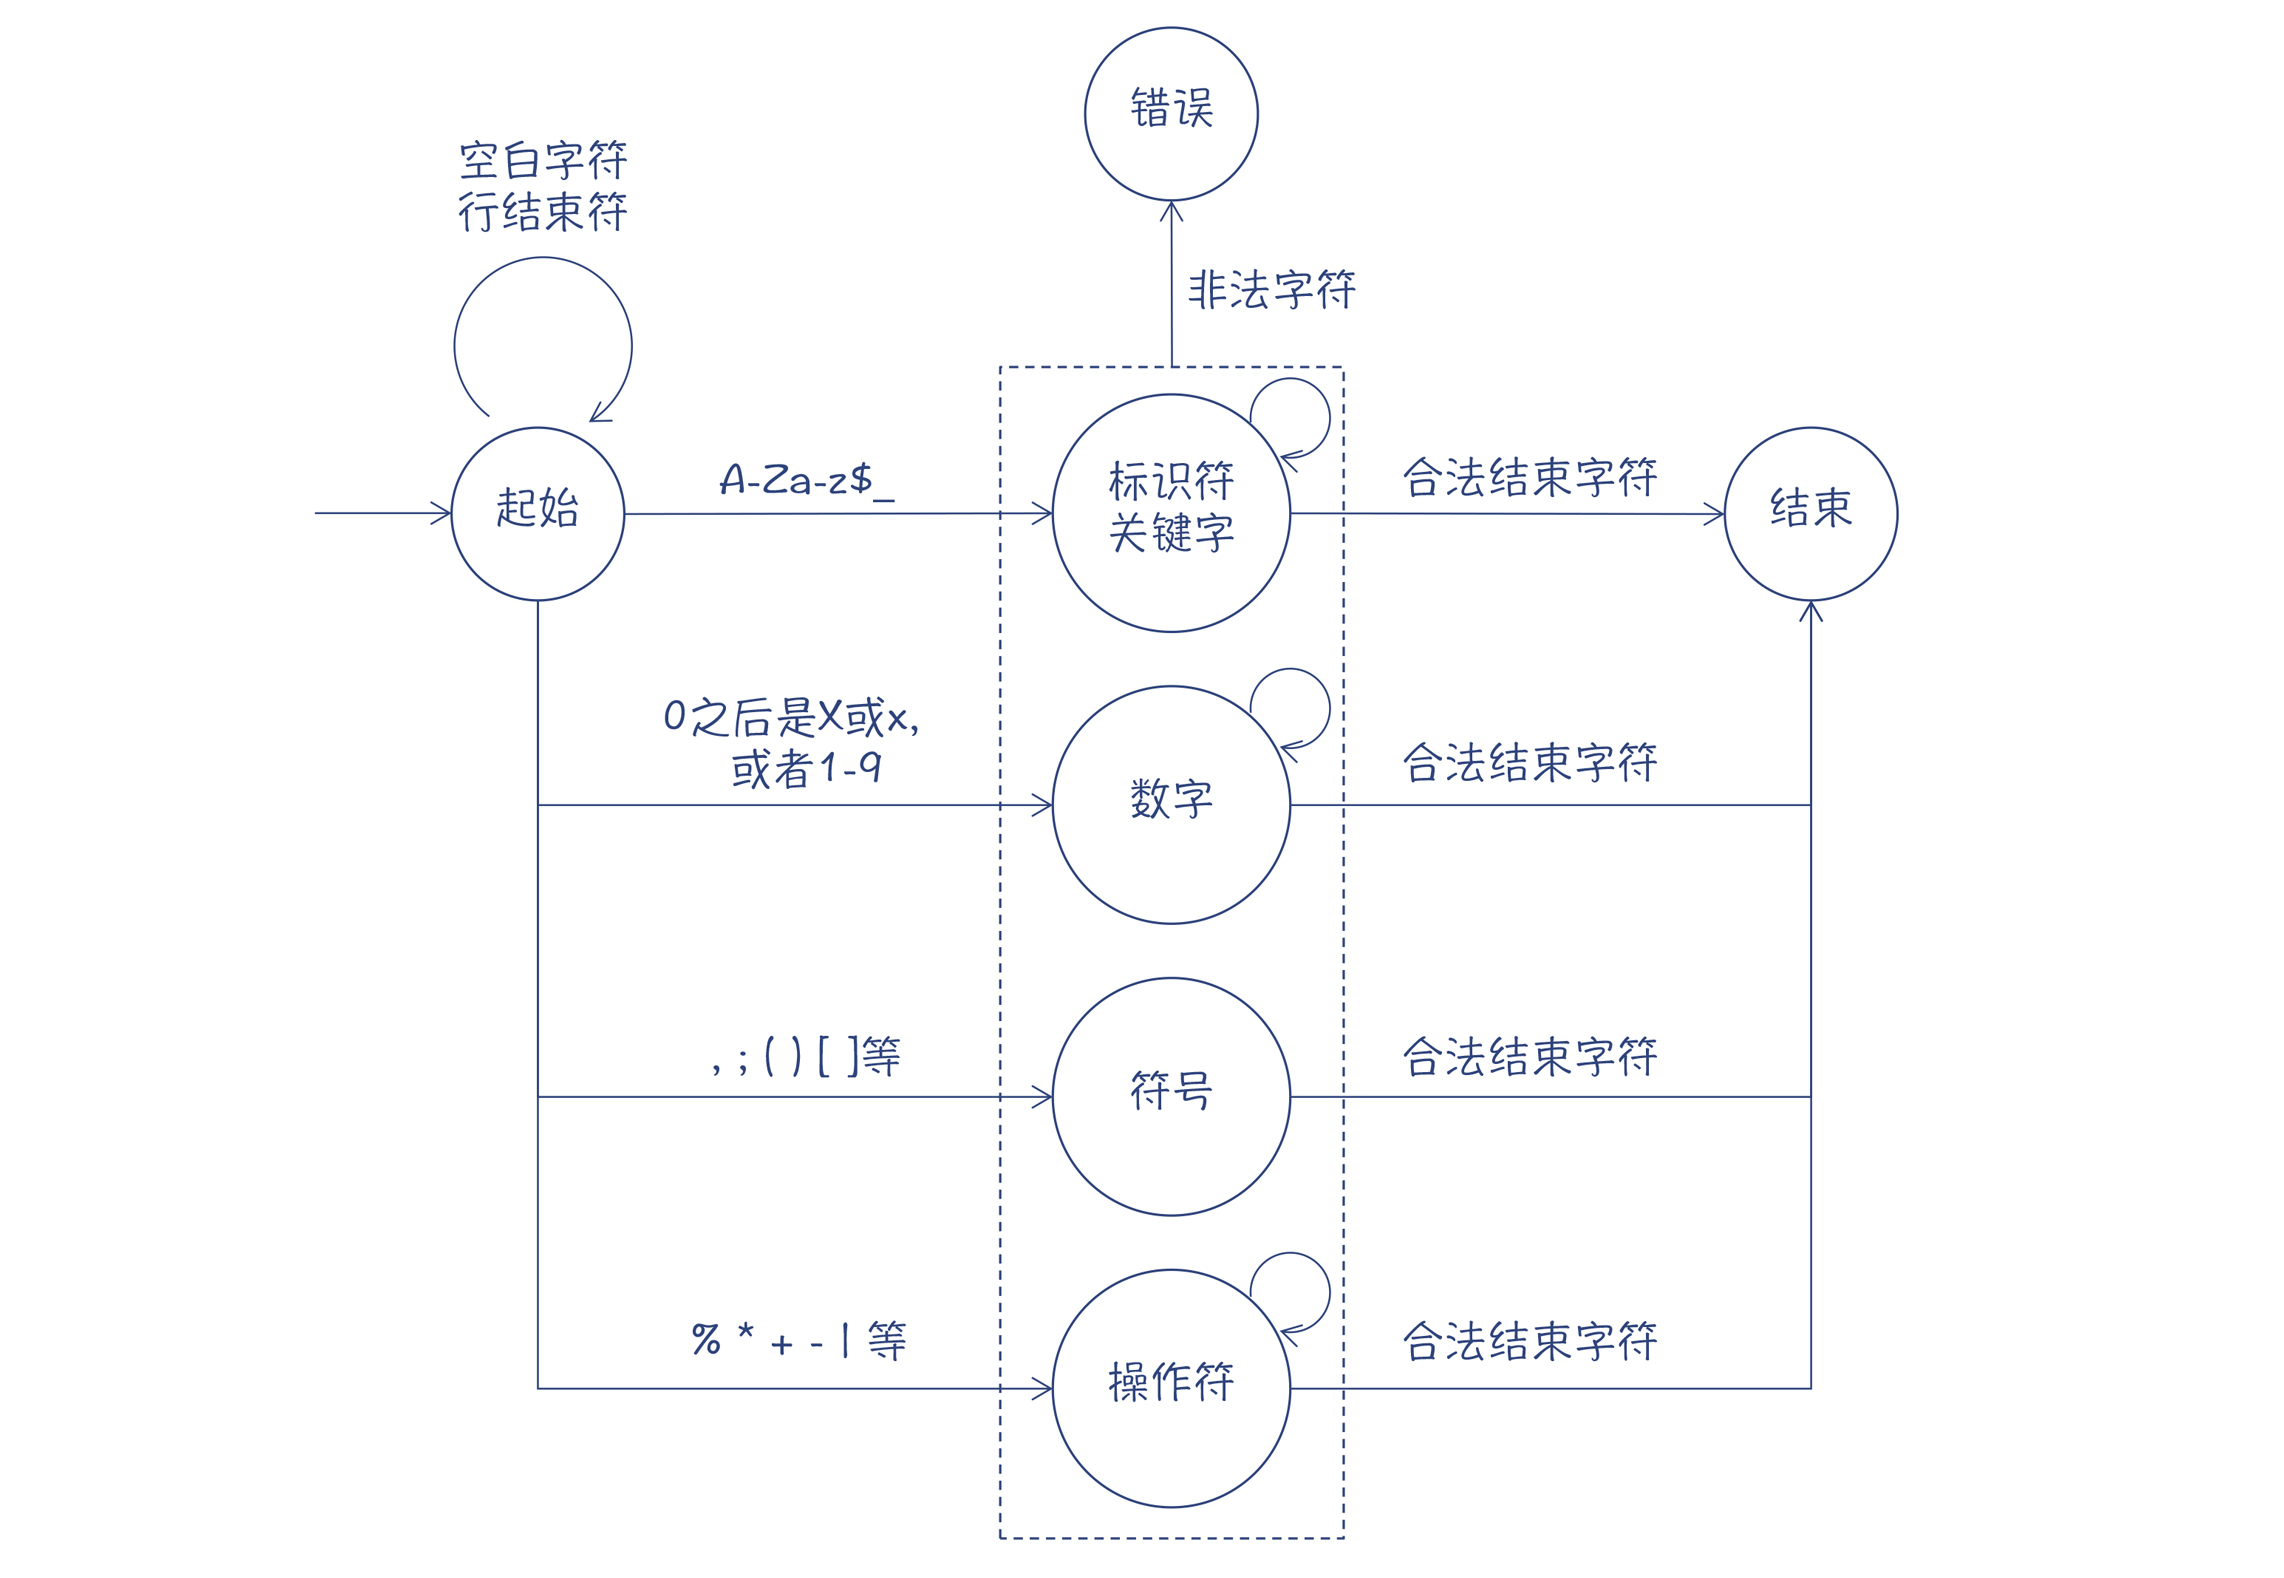 错误
空白字符
行结束符
非法字符
起始
A-Za-z$_
标识符
关键字
合法结束字符
结束
0之后是X或x,
或者1-9
数字
合法结束字符
, ; ( ) [ ]等
符号
合法结束字符
% * + - | 等
操作符
合法结束字符